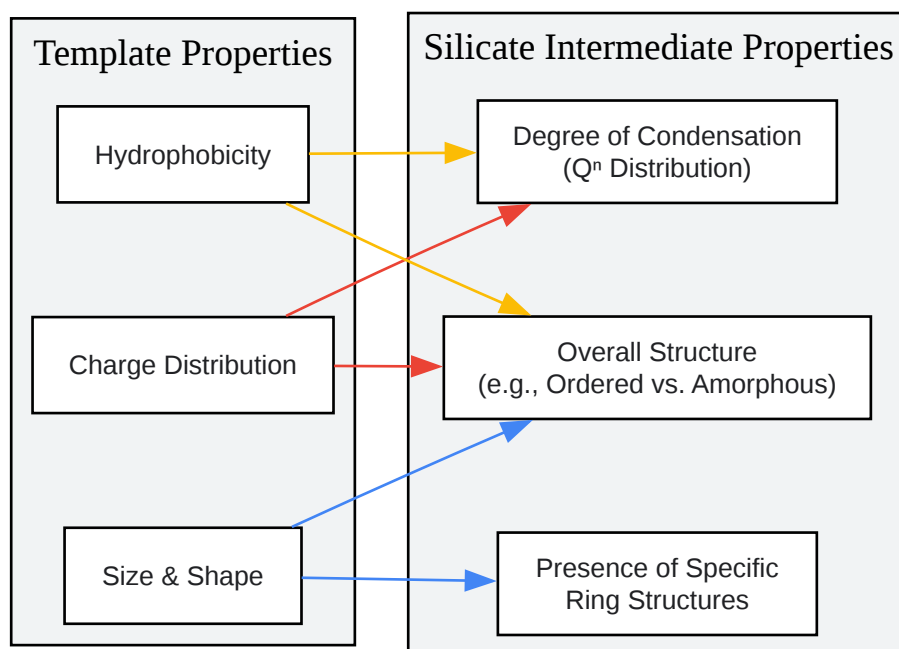 Template Properties
Hydrophobicity
Charge Distribution
Size & Shape
Silicate Intermediate Properties
Degree of Condensation
(Qⁿ Distribution)
Overall Structure
(e.g., Ordered vs. Amorphous)
Presence of Specific
Ring Structures